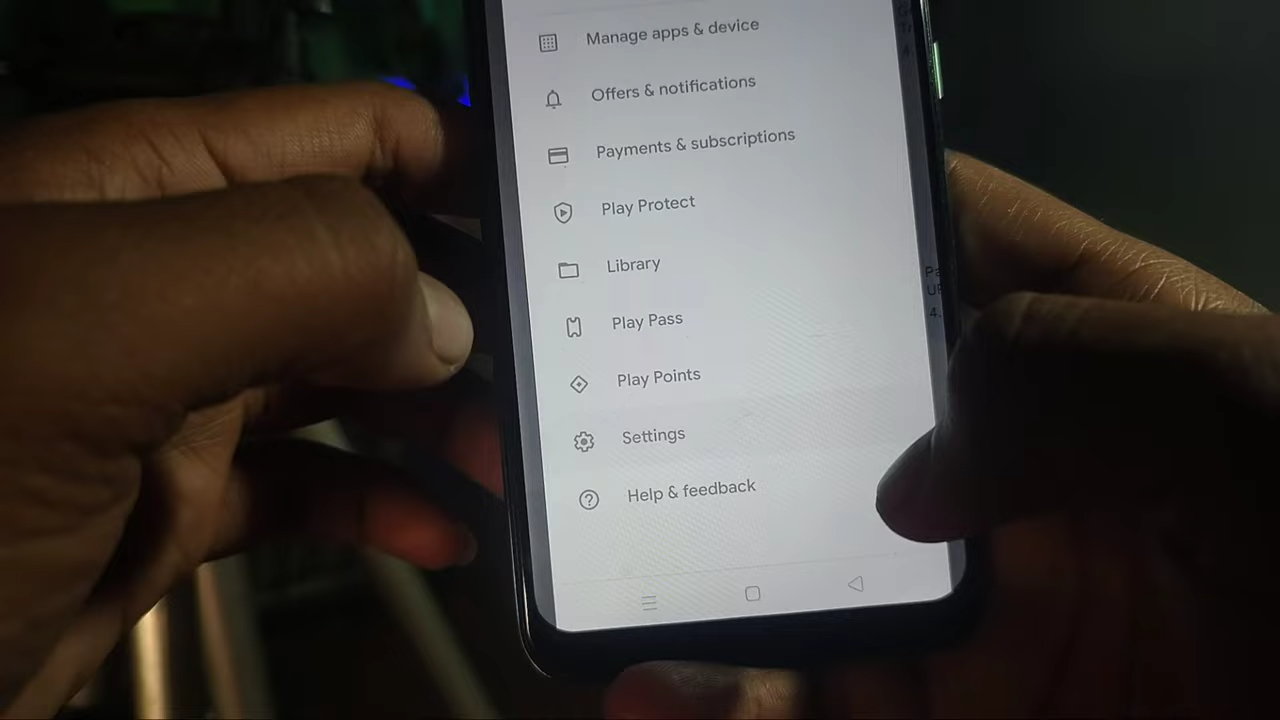 Manage apps & device
Offers & notifications
Payments & subscriptions
Play Protect
Library
Play Pass
Play Points
Settings
Help & feedback